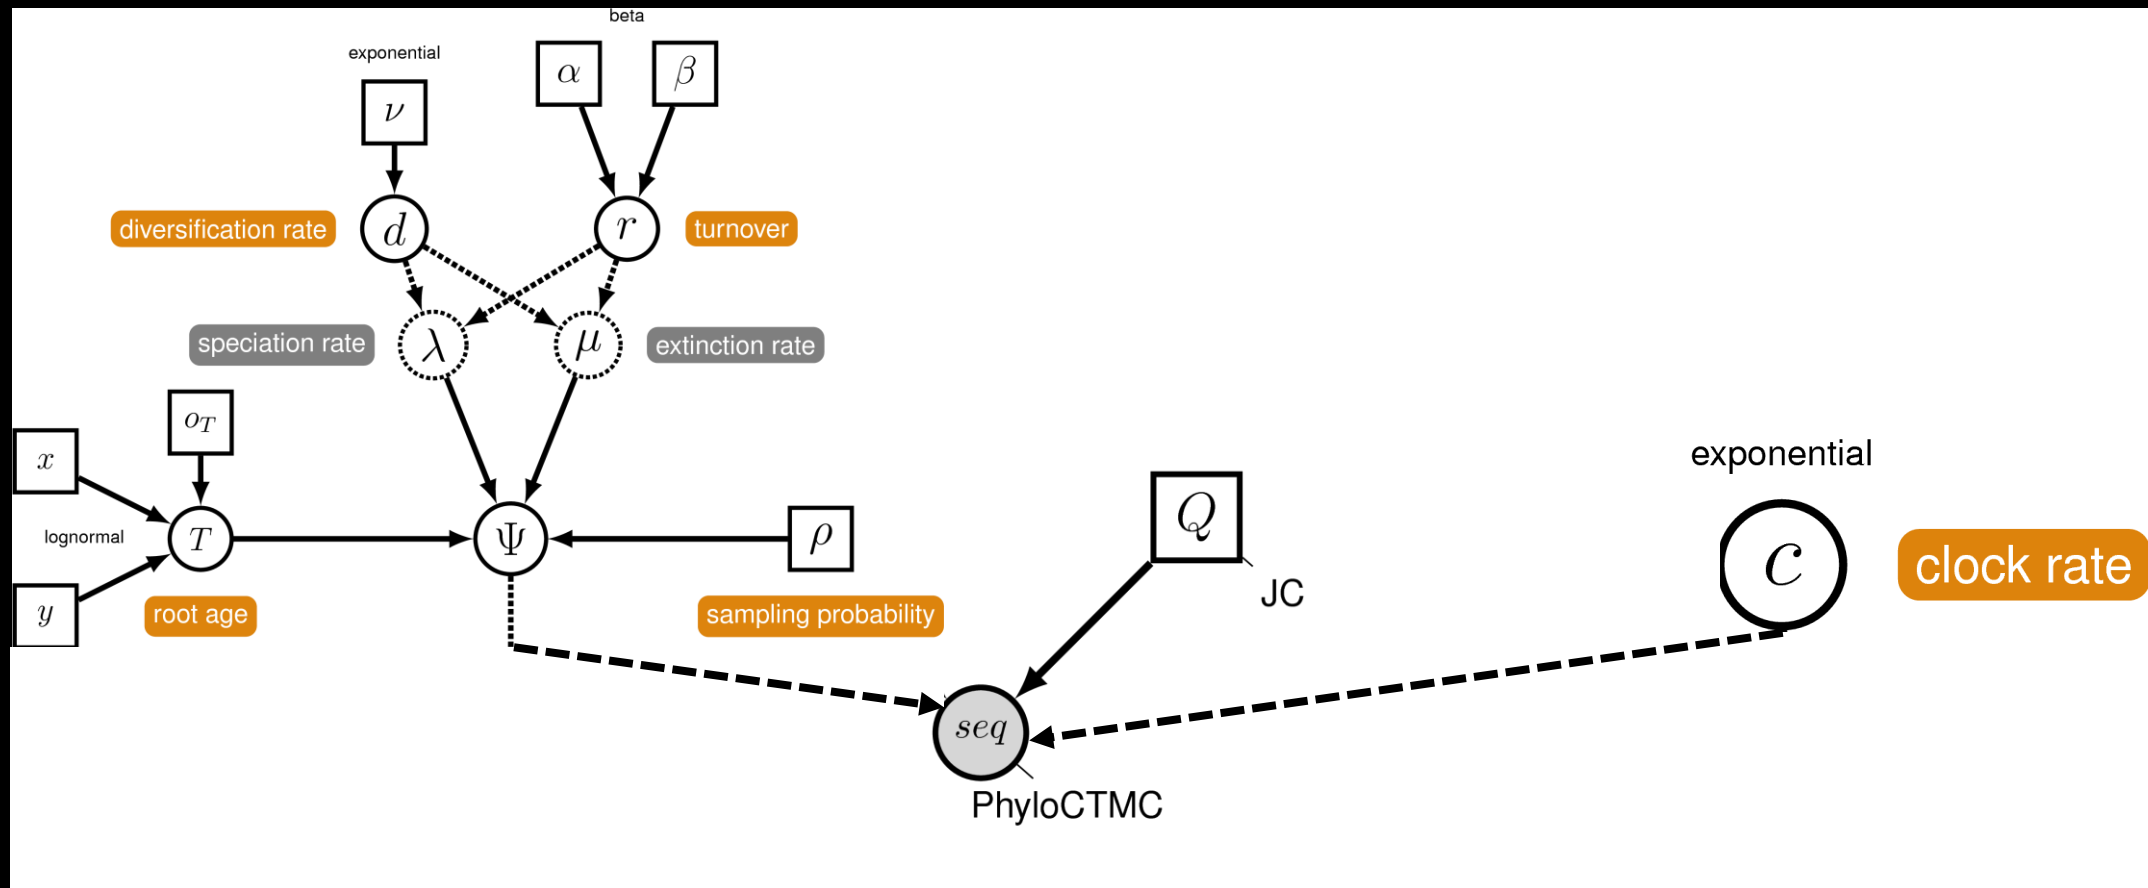 beta
exponential
α
β
ν
diversification rate
d
r
turnover
speciation rate
λ
μ
extinction rate
o_T
x
exponential
lognormal
T
Ψ
ρ
Q
c
clock rate
JC
y
root age
sampling probability
seq
PhyloCTMC